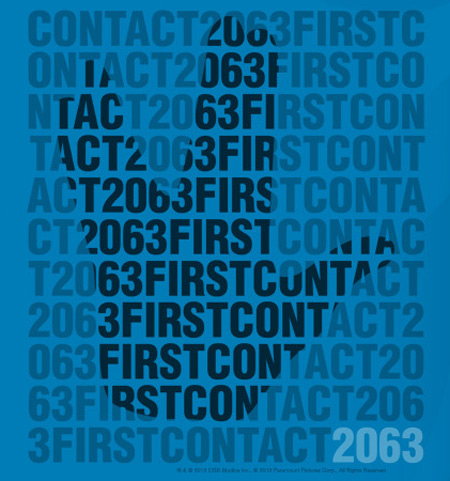 CONTACT2063FIRSTC
ONTACT2063FIRSTCO
NTACT2063FIRSTCON
TACT2063FIRSTCONT
ACT2063FIRSTCONTA
CT2063FIRSTCONTAC
T2063FIRSTCONTACT
2063FIRSTCONTACT2
063FIRSTCONTACT20
63FIRSTCONTACT206
3FIRSTCONTACT2063